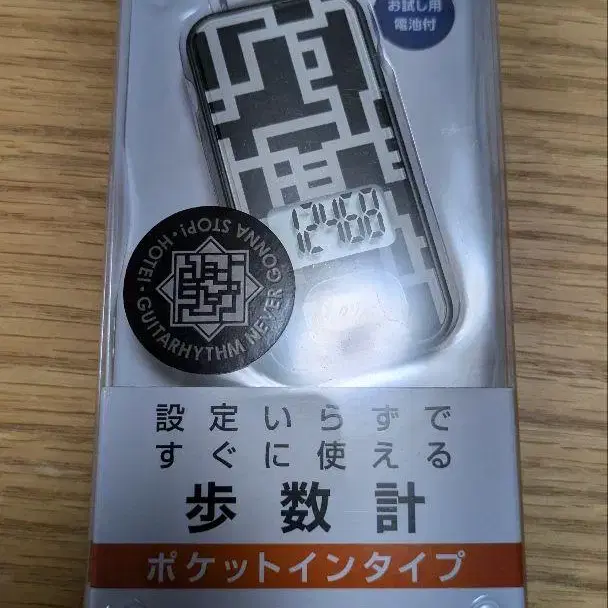 お試し用
電池付
12468
HOTEI・GUITARHYTHM NEVER GONNA STOP!・
設定いらずで
すぐに使える
歩数計
ポケットインタイプ